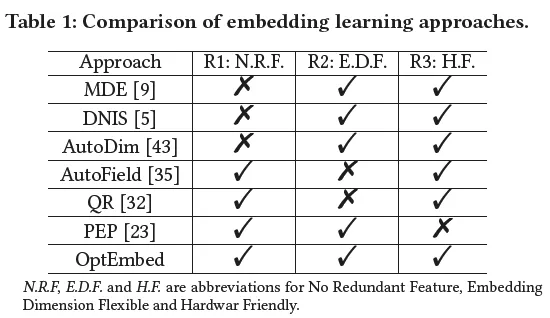 Table 1: Comparison of embedding learning approaches.
Approach R1: N.R.F. R2: E.D.F. R3: H.F.
MDE [9] ✗ ✓ ✓
DNIS [5] ✗ ✓ ✓
AutoDim [43] ✗ ✓ ✓
AutoField [35] ✓ ✗ ✓
QR [32] ✓ ✗ ✓
PEP [23] ✓ ✓ ✗
OptEmbed ✓ ✓ ✓
N.R.F, E.D.F. and H.F. are abbreviations for No Redundant Feature, Embedding
Dimension Flexible and Hardwar Friendly.